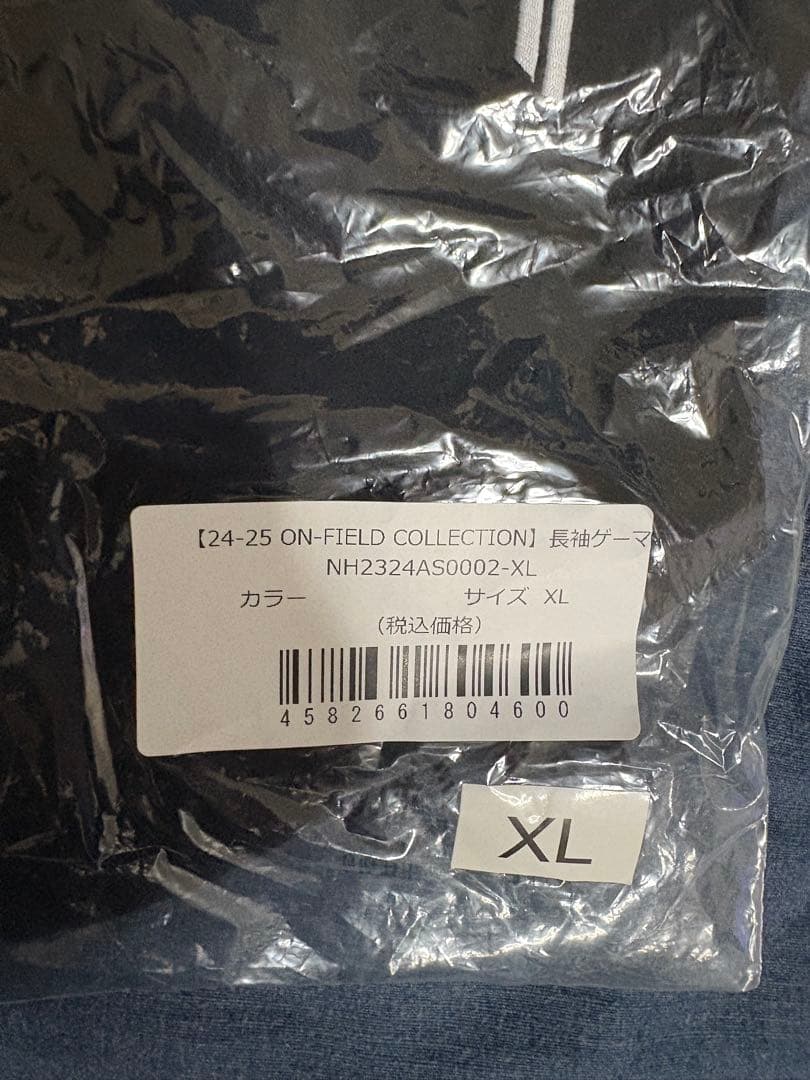 【24-25 ON-FIELD COLLECTION】長袖ゲーマ
NH2324AS0002-XL
カラー サイズ XL
(税込価格)
4582661804600
XL